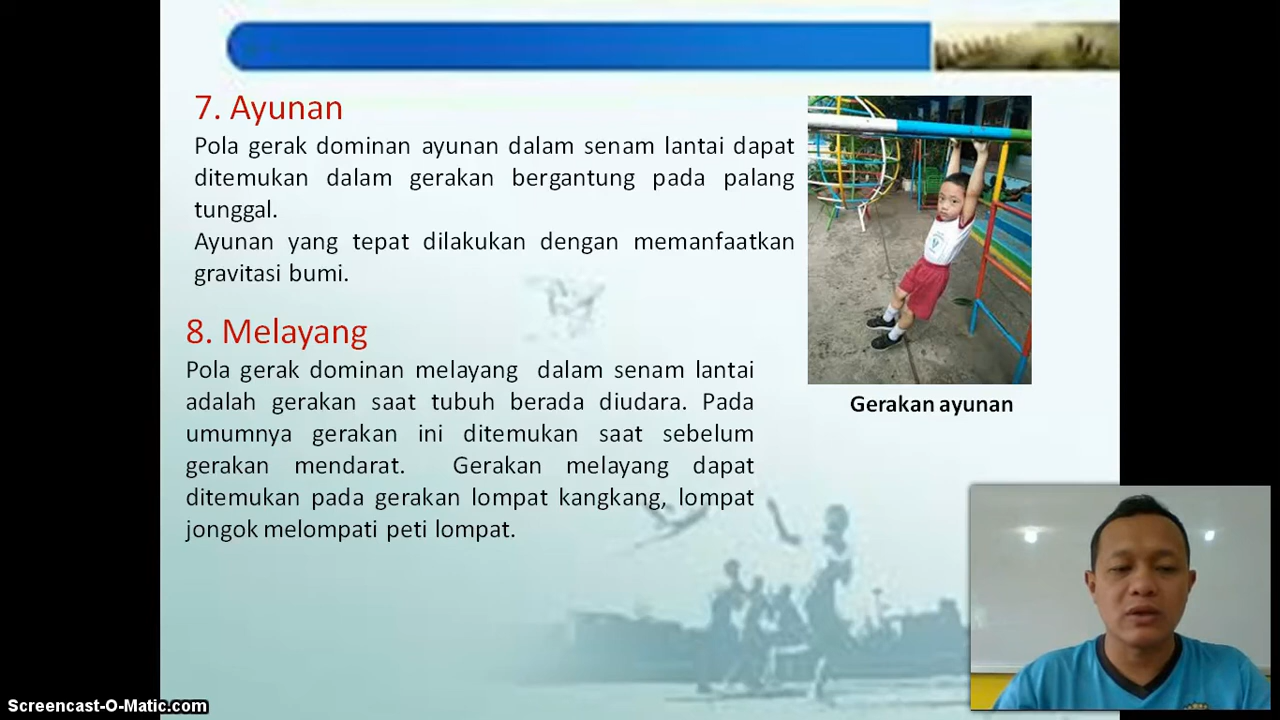 7. Ayunan
Pola gerak dominan ayunan dalam senam lantai dapat
ditemukan dalam gerakan bergantung pada palang
tunggal.
Ayunan yang tepat dilakukan dengan memanfaatkan
gravitasi bumi.
Gerakan ayunan
8. Melayang
Pola gerak dominan melayang dalam senam lantai
adalah gerakan saat tubuh berada diudara. Pada
umumnya gerakan ini ditemukan saat sebelum
gerakan mendarat. Gerakan melayang dapat
ditemukan pada gerakan lompat kangkang, lompat
jongok melompati peti lompat.
Screencast-O-Matic.com